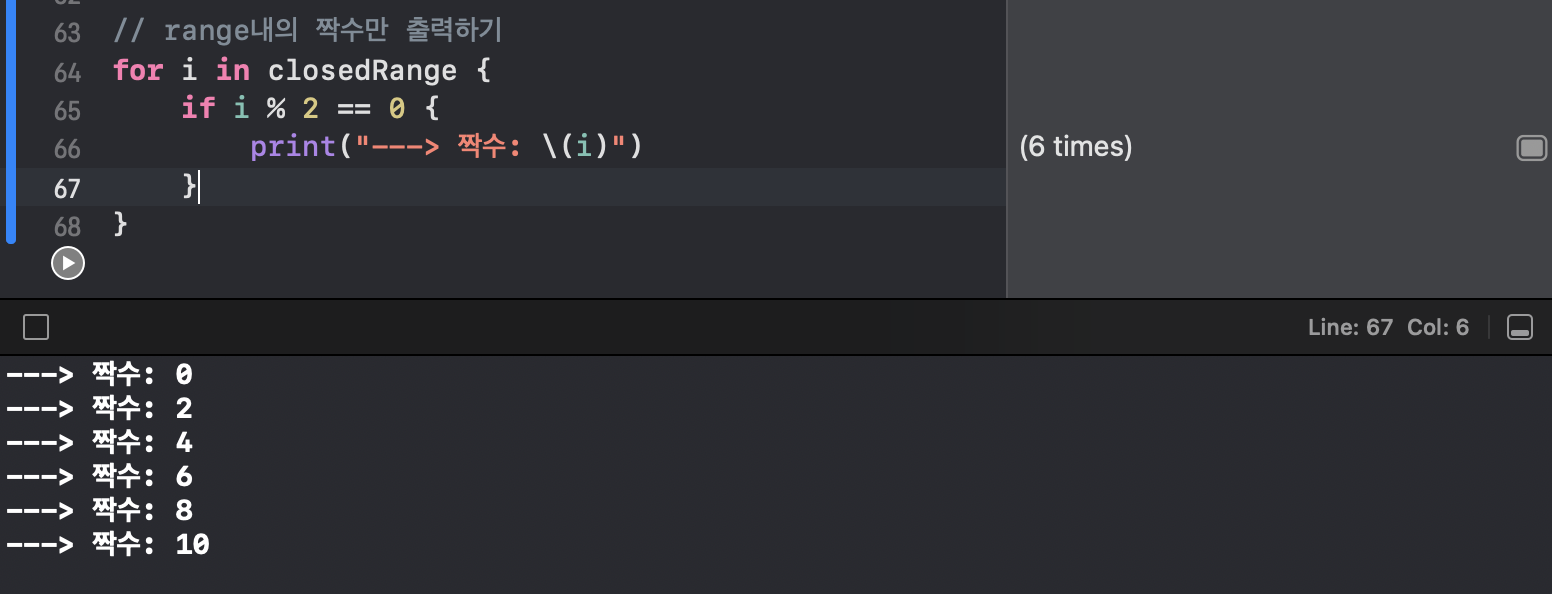 63 // range내의 짝수만 출력하기
64 for i in closedRange {
65 if i % 2 == 0 {
66 print("---> 짝수: \(i)") (6 times)
67 }
68 }
Line: 67 Col: 6
---> 짝수: 0
---> 짝수: 2
---> 짝수: 4
---> 짝수: 6
---> 짝수: 8
---> 짝수: 10